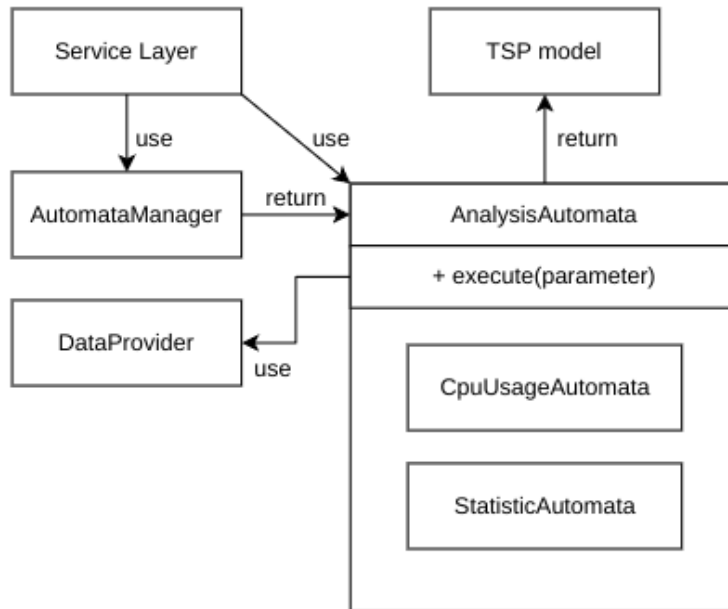 Service Layer
TSP model
use
use
return
AutomataManager
return
AnalysisAutomata
+ execute(parameter)
DataProvider
use
CpuUsageAutomata
StatisticAutomata